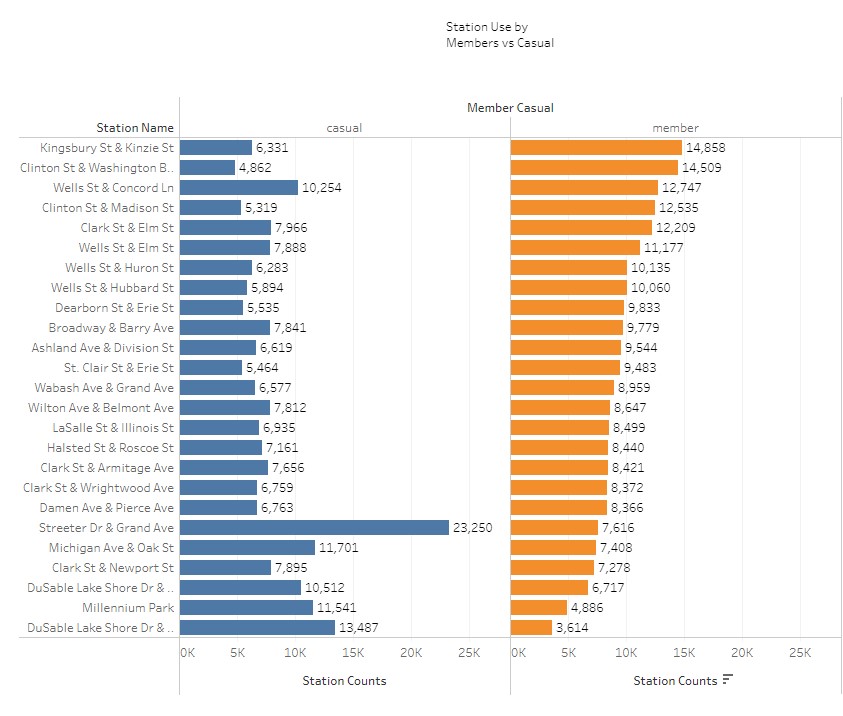 Station Use by
Members vs Casual
Member Casual
Station Name casual member
Kingsbury St & Kinzie St 6,331 14,858
Clinton St & Washington B.. 4,862 14,509
Wells St & Concord Ln 10,254 12,747
Clinton St & Madison St 5,319 12,535
Clark St & Elm St 7,966 12,209
Wells St & Elm St 7,888 11,177
Wells St & Huron St 6,283 10,135
Wells St & Hubbard St 5,894 10,060
Dearborn St & Erie St 5,535 9,833
Broadway & Barry Ave 7,841 9,779
Ashland Ave & Division St 6,619 9,544
St. Clair St & Erie St 5,464 9,483
Wabash Ave & Grand Ave 6,577 8,959
Wilton Ave & Belmont Ave 7,812 8,647
LaSalle St & Illinois St 6,935 8,499
Halsted St & Roscoe St 7,161 8,440
Clark St & Armitage Ave 7,656 8,421
Clark St & Wrightwood Ave 6,759 8,372
Damen Ave & Pierce Ave 6,763 8,366
Streeter Dr & Grand Ave 23,250 7,616
Michigan Ave & Oak St 11,701 7,408
Clark St & Newport St 7,895 7,278
DuSable Lake Shore Dr & .. 10,512 6,717
Millennium Park 11,541 4,886
DuSable Lake Shore Dr & .. 13,487 3,614
0K 5K 10K 15K 20K 25K 0K 5K 10K 15K 20K 25K
Station Counts Station Counts